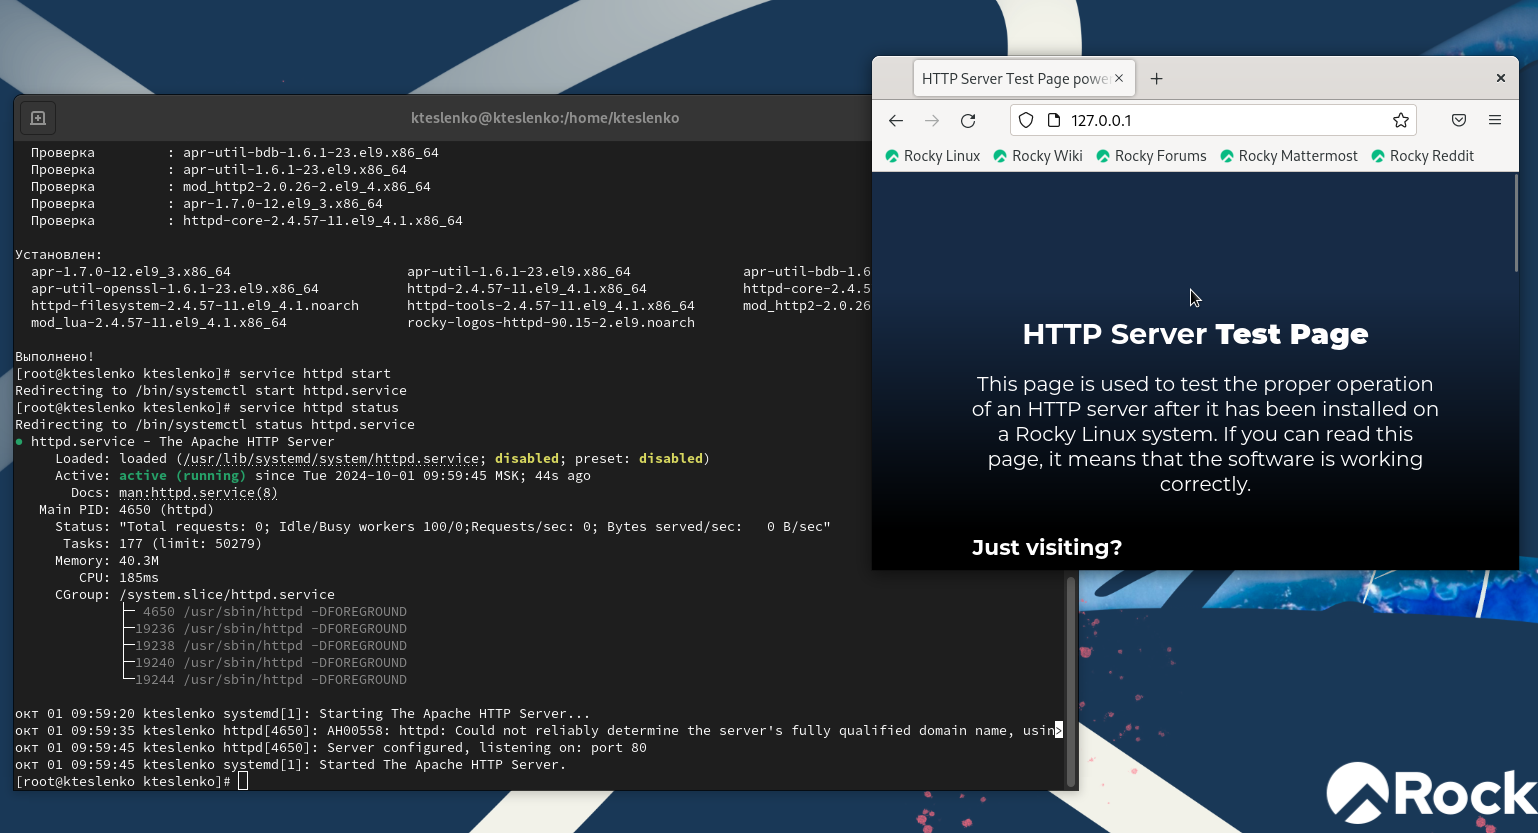 kteslenko@kteslenko:/home/kteslenko
  Проверка         : apr-util-bdb-1.6.1-23.el9.x86_64
  Проверка         : apr-util-1.6.1-23.el9.x86_64
  Проверка         : mod_http2-2.0.26-2.el9_4.x86_64
  Проверка         : apr-1.7.0-12.el9_3.x86_64
  Проверка         : httpd-core-2.4.57-11.el9_4.1.x86_64
Установлен:
  apr-1.7.0-12.el9_3.x86_64                      apr-util-1.6.1-23.el9.x86_64              apr-util-bdb-1.6
  apr-util-openssl-1.6.1-23.el9.x86_64           httpd-2.4.57-11.el9_4.1.x86_64            httpd-core-2.4.5
  httpd-filesystem-2.4.57-11.el9_4.1.noarch      httpd-tools-2.4.57-11.el9_4.1.x86_64      mod_http2-2.0.26
  mod_lua-2.4.57-11.el9_4.1.x86_64               rocky-logos-httpd-90.15-2.el9.noarch
Выполнено!
[root@kteslenko kteslenko]# service httpd start
Redirecting to /bin/systemctl start httpd.service
[root@kteslenko kteslenko]# service httpd status
Redirecting to /bin/systemctl status httpd.service
● httpd.service - The Apache HTTP Server
     Loaded: loaded (/usr/lib/systemd/system/httpd.service; disabled; preset: disabled)
     Active: active (running) since Tue 2024-10-01 09:59:45 MSK; 44s ago
       Docs: man:httpd.service(8)
   Main PID: 4650 (httpd)
     Status: "Total requests: 0; Idle/Busy workers 100/0;Requests/sec: 0; Bytes served/sec:   0 B/sec"
      Tasks: 177 (limit: 50279)
     Memory: 40.3M
        CPU: 185ms
     CGroup: /system.slice/httpd.service
             ├─ 4650 /usr/sbin/httpd -DFOREGROUND
             ├─19236 /usr/sbin/httpd -DFOREGROUND
             ├─19238 /usr/sbin/httpd -DFOREGROUND
             ├─19240 /usr/sbin/httpd -DFOREGROUND
             └─19244 /usr/sbin/httpd -DFOREGROUND
окт 01 09:59:20 kteslenko systemd[1]: Starting The Apache HTTP Server...
окт 01 09:59:35 kteslenko httpd[4650]: AH00558: httpd: Could not reliably determine the server's fully qualified domain name, usin>
окт 01 09:59:45 kteslenko httpd[4650]: Server configured, listening on: port 80
окт 01 09:59:45 kteslenko systemd[1]: Started The Apache HTTP Server.
[root@kteslenko kteslenko]#
HTTP Server Test Page powe
127.0.0.1
Rocky Linux Rocky Wiki Rocky Forums Rocky Mattermost Rocky Reddit
HTTP Server Test Page
This page is used to test the proper operation
of an HTTP server after it has been installed on
a Rocky Linux system. If you can read this
page, it means that the software is working
correctly.
Just visiting?
Rock